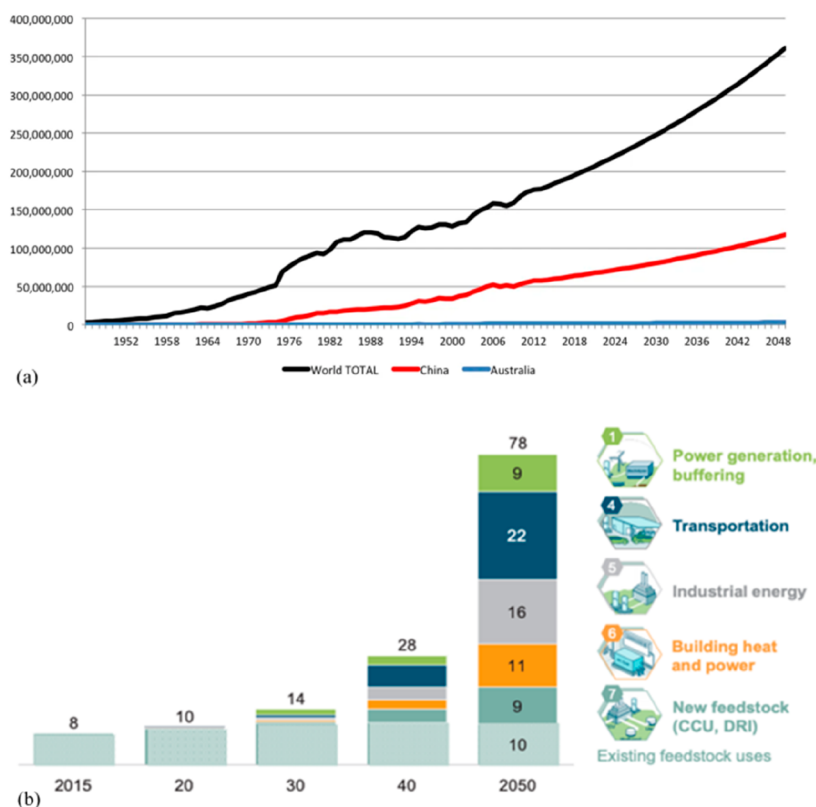 400,000,000
350,000,000
300,000,000
250,000,000
200,000,000
150,000,000
100,000,000
50,000,000
0
1952 1958 1964 1970 1976 1982 1988 1994 2000 2006 2012 2018 2024 2030 2036 2042 2048
World TOTAL China Australia
(a)
78
1
9
Power generation,
buffering
4
22
Transportation
5
16
Industrial energy
28
6
11
Building heat
and power
14
7
8
10
9
New feedstock
(CCU, DRI)
10
Existing feedstock uses
2015 20 30 40 2050
(b)